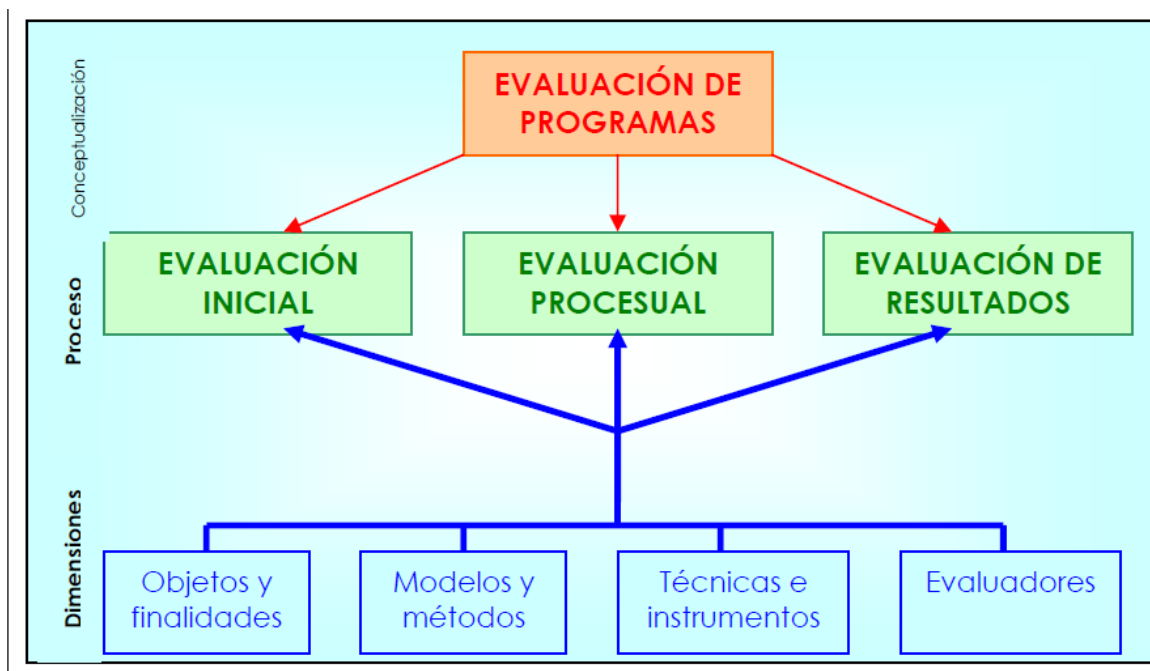 Conceptualización
EVALUACIÓN DE
PROGRAMAS
Proceso
EVALUACIÓN
INICIAL
EVALUACIÓN
PROCESUAL
EVALUACIÓN DE
RESULTADOS
Dimensiones
Objetos y
finalidades
Modelos y
métodos
Técnicas e
instrumentos
Evaluadores